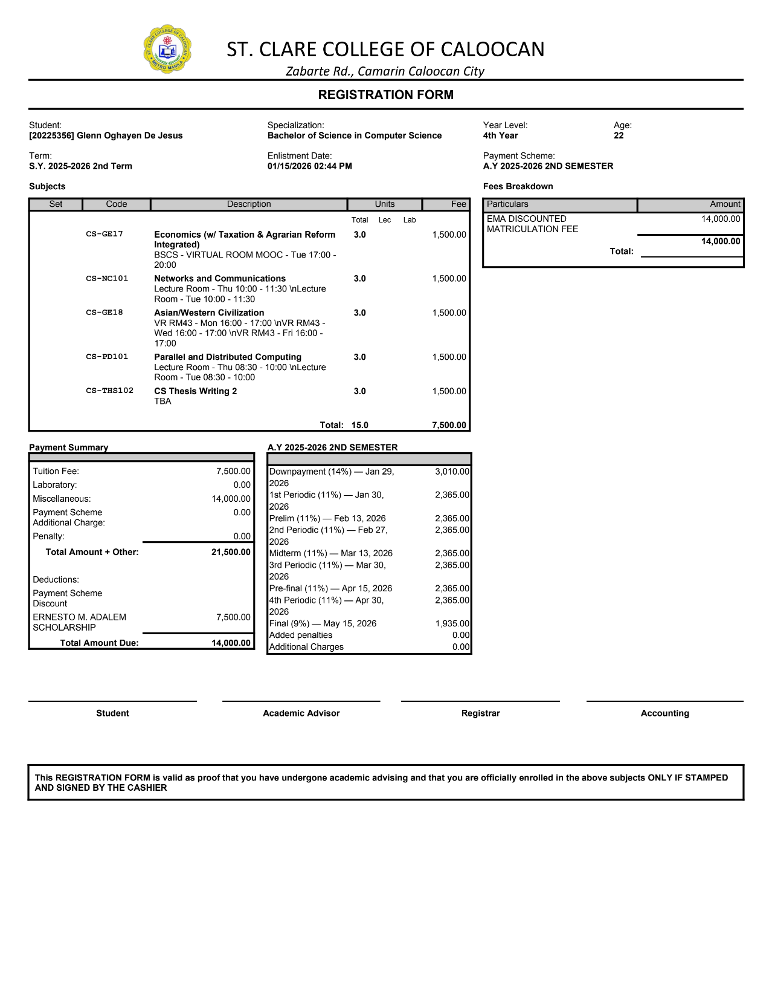 ST. CLARE COLLEGE OF CALOOCAN
METRO MANILA
ST. CLARE COLLEGE OF CALOOCAN
Zabarte Rd., Camarin Caloocan City
REGISTRATION FORM
Student: Specialization: Year Level: Age:
[20225356] Glenn Oghayen De Jesus Bachelor of Science in Computer Science 4th Year 22
Term: Enlistment Date: Payment Scheme:
S.Y. 2025-2026 2nd Term 01/15/2026 02:44 PM A.Y 2025-2026 2ND SEMESTER
Subjects
Set Code Description Units Fee
Total Lec Lab
CS-GE17 Economics (w/ Taxation & Agrarian Reform 3.0 1,500.00
Integrated)
BSCS - VIRTUAL ROOM MOOC - Tue 17:00 -
20:00
CS-NC101 Networks and Communications 3.0 1,500.00
Lecture Room - Thu 10:00 - 11:30 \nLecture
Room - Tue 10:00 - 11:30
CS-GE18 Asian/Western Civilization 3.0 1,500.00
VR RM43 - Mon 16:00 - 17:00 \nVR RM43 -
Wed 16:00 - 17:00 \nVR RM43 - Fri 16:00 -
17:00
CS-PD101 Parallel and Distributed Computing 3.0 1,500.00
Lecture Room - Thu 08:30 - 10:00 \nLecture
Room - Tue 08:30 - 10:00
CS-THS102 CS Thesis Writing 2 3.0 1,500.00
TBA
Total: 15.0 7,500.00
Fees Breakdown
Particulars Amount
EMA DISCOUNTED 14,000.00
MATRICULATION FEE
14,000.00
Total:
Payment Summary
Tuition Fee: 7,500.00
Laboratory: 0.00
Miscellaneous: 14,000.00
Payment Scheme 0.00
Additional Charge:
Penalty: 0.00
Total Amount + Other: 21,500.00
Deductions:
Payment Scheme
Discount
ERNESTO M. ADALEM 7,500.00
SCHOLARSHIP
Total Amount Due: 14,000.00
A.Y 2025-2026 2ND SEMESTER
Downpayment (14%) — Jan 29, 3,010.00
2026
1st Periodic (11%) — Jan 30, 2,365.00
2026
Prelim (11%) — Feb 13, 2026 2,365.00
2nd Periodic (11%) — Feb 27, 2,365.00
2026
Midterm (11%) — Mar 13, 2026 2,365.00
3rd Periodic (11%) — Mar 30, 2,365.00
2026
Pre-final (11%) — Apr 15, 2026 2,365.00
4th Periodic (11%) — Apr 30, 2,365.00
2026
Final (9%) — May 15, 2026 1,935.00
Added penalties 0.00
Additional Charges 0.00
Student Academic Advisor Registrar Accounting
This REGISTRATION FORM is valid as proof that you have undergone academic advising and that you are officially enrolled in the above subjects ONLY IF STAMPED
AND SIGNED BY THE CASHIER